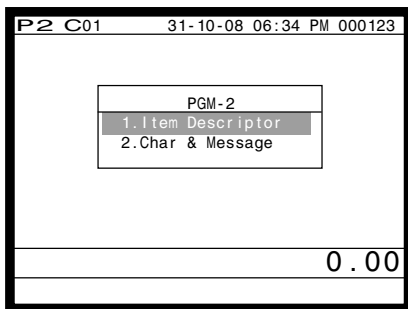 P2 C01 31-10-08 06:34 PM 000123
PGM-2
1.Item Descriptor
2.Char & Message
0.00